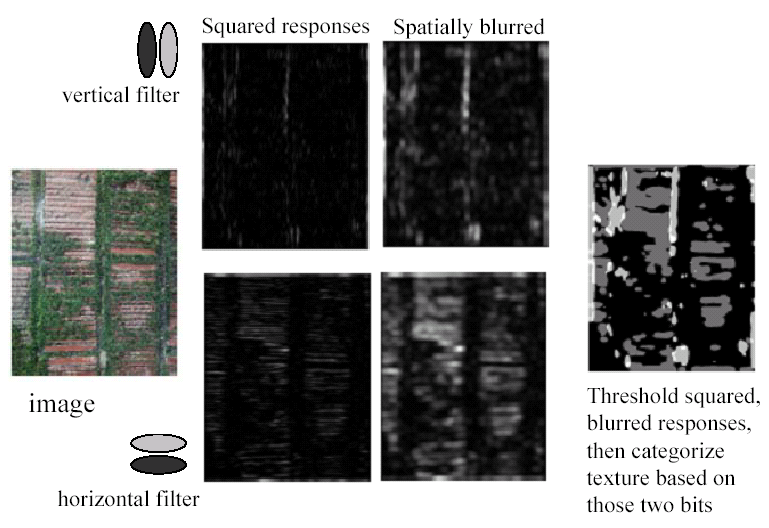 Squared responses
Spatially blurred
vertical filter
image
horizontal filter
Threshold squared,
blurred responses,
then categorize
texture based on
those two bits